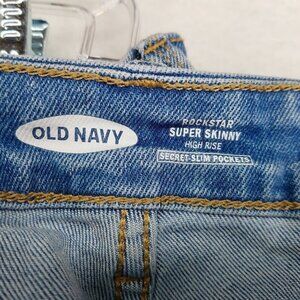 OLD NAVY
ROCKSTAR
SUPER SKINNY
HIGH RISE
SECRET-SLIM POCKETS